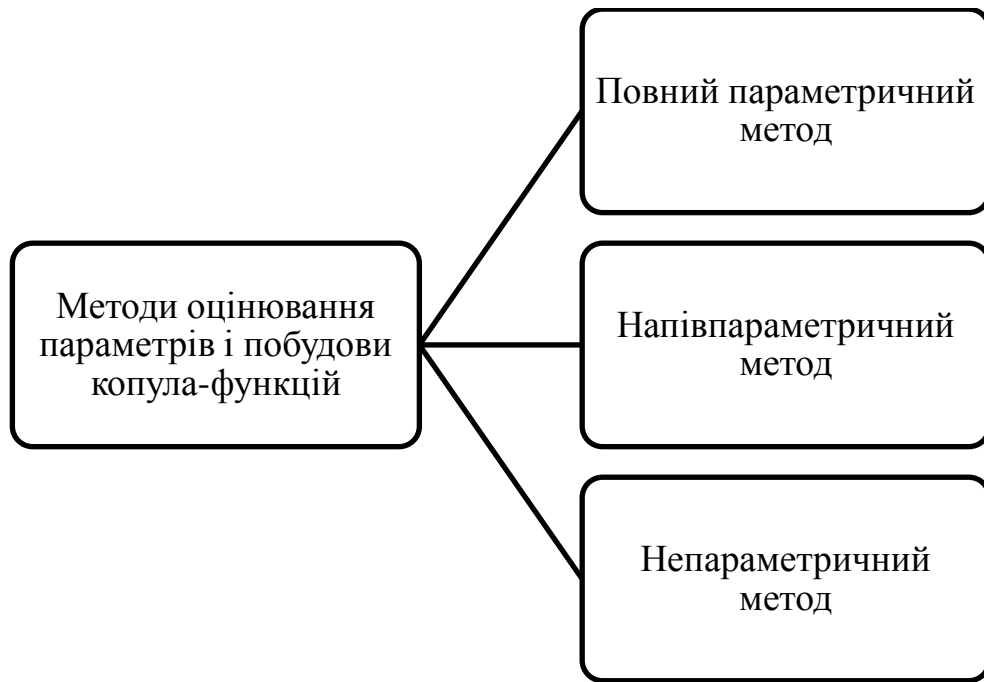 Повний параметричний
метод
Методи оцінювання
параметрів і побудови
копула-функцій
Напівпараметричний
метод
Непараметричний
метод